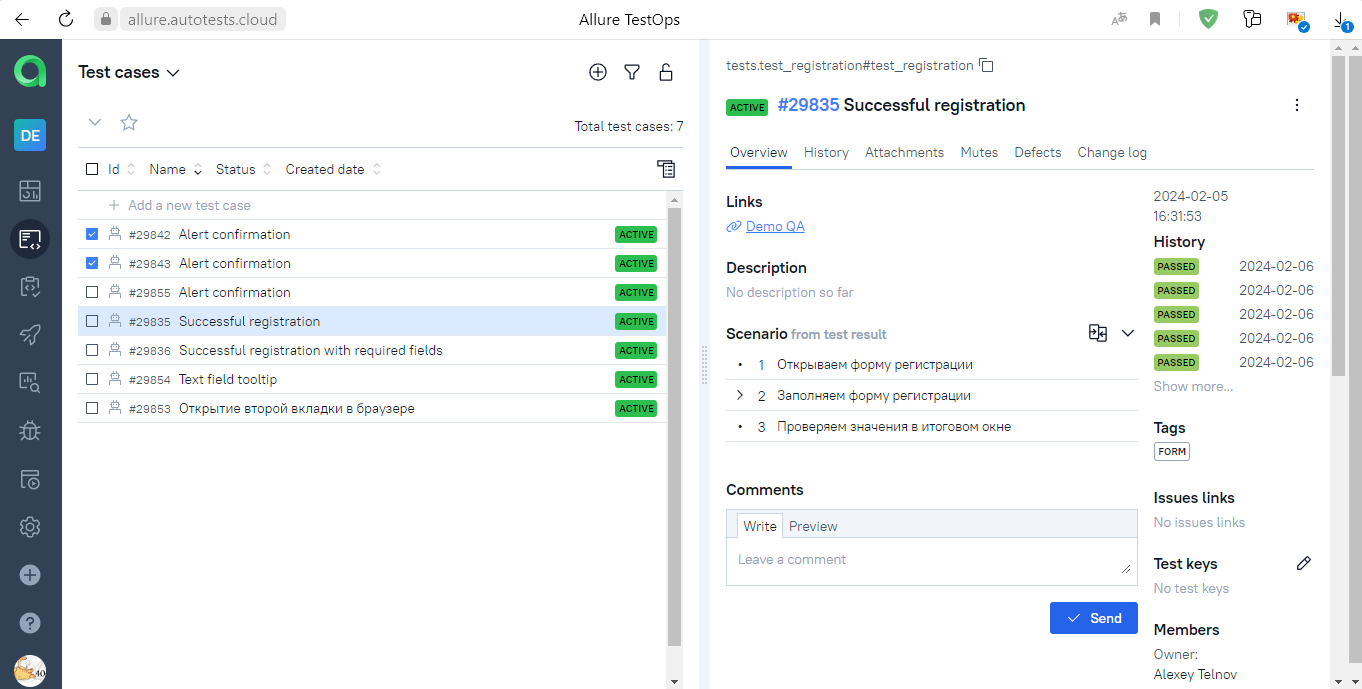 allure.autotests.cloud
Allure TestOps
1
DE
Test cases
Total test cases: 7
Id Name Status Created date
Add a new test case
#29842 Alert confirmation ACTIVE
#29843 Alert confirmation ACTIVE
#29855 Alert confirmation ACTIVE
#29835 Successful registration ACTIVE
#29836 Successful registration with required fields ACTIVE
#29854 Text field tooltip ACTIVE
#29853 Открытие второй вкладки в браузере ACTIVE
tests.test_registration#test_registration
ACTIVE #29835 Successful registration
Overview History Attachments Mutes Defects Change log
Links
Demo QA
Description
No description so far
Scenario from test result
1 Открываем форму регистрации
2 Заполняем форму регистрации
3 Проверяем значения в итоговом окне
Comments
Write Preview
Leave a comment
Send
2024-02-05
16:31:53
History
PASSED 2024-02-06
PASSED 2024-02-06
PASSED 2024-02-06
PASSED 2024-02-06
PASSED 2024-02-06
Show more...
Tags
FORM
Issues links
No issues links
Test keys
No test keys
Members
Owner:
Alexey Telnov